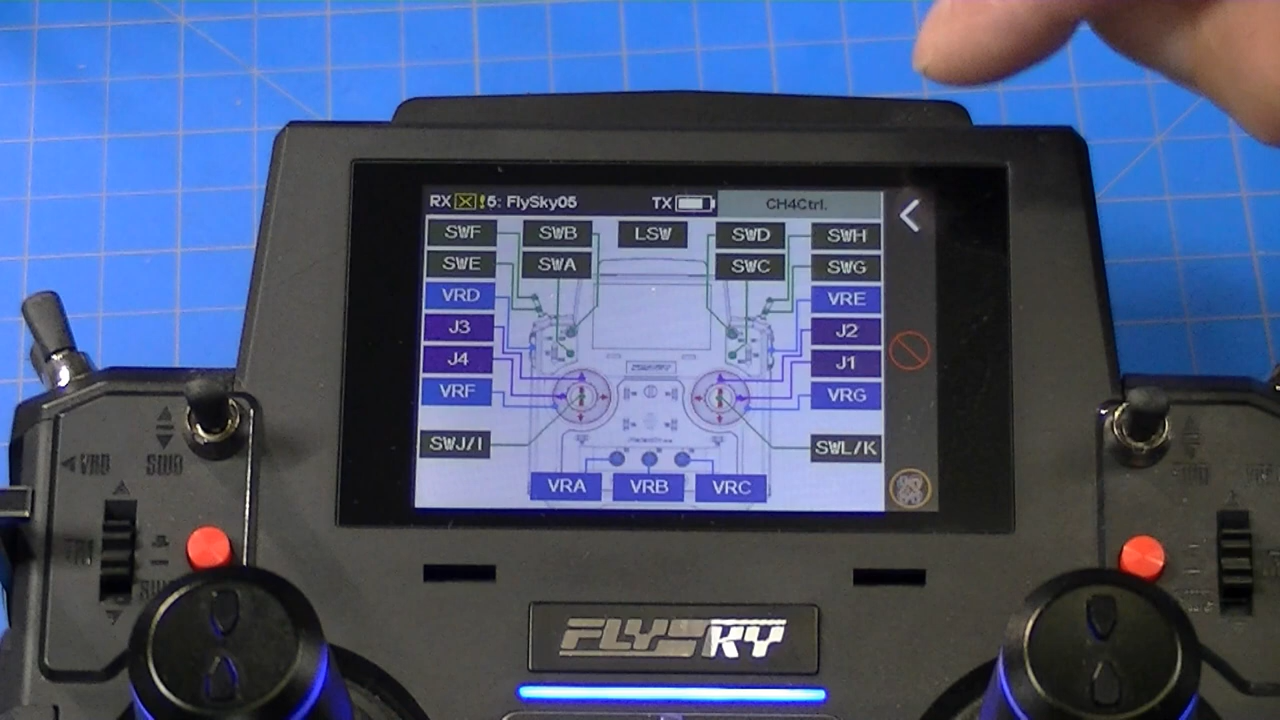 RX !5: FlySky05 TX CH4Ctrl.
SWF SWB LSW SWD SWH
SWE SWA SWC SWG
VRD VRE
J3 J2
J4 J1
VRF VRG
SWJ/I SWL/K
VRA VRB VRC
VRD SWD
FLYSKY